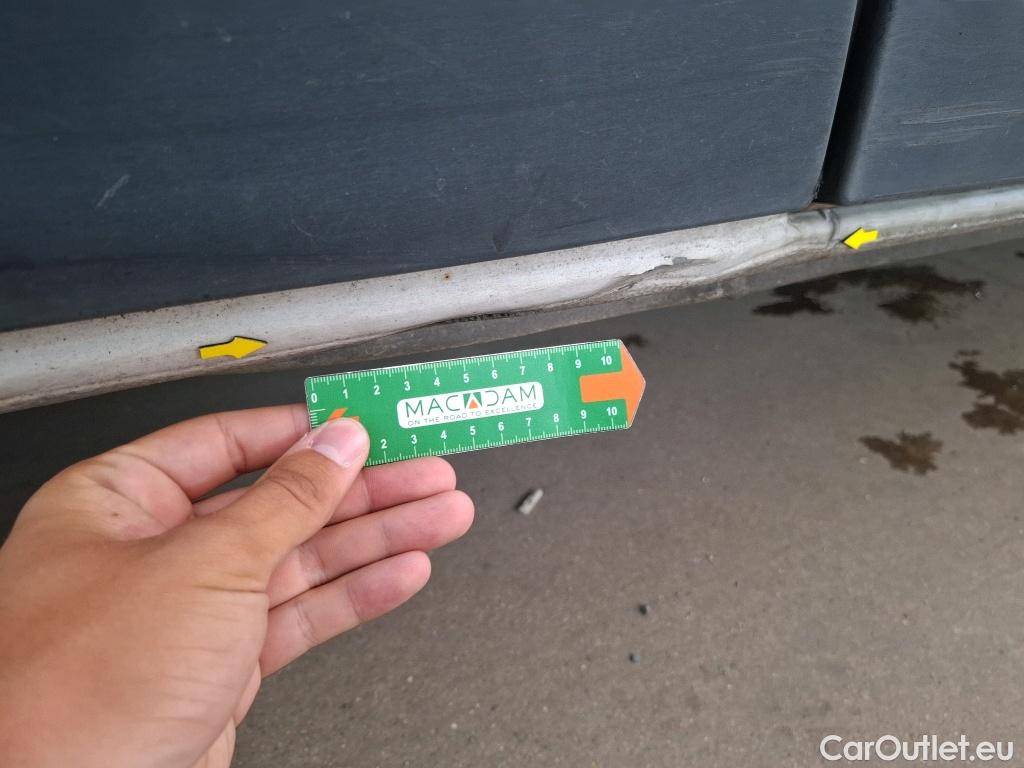 0 1 2 3 4 5 6 7 8 9 10
MACADAM
ON THE ROAD TO EXCELLENCE
2 3 4 5 6 7 8 9 10
CarOutlet.eu